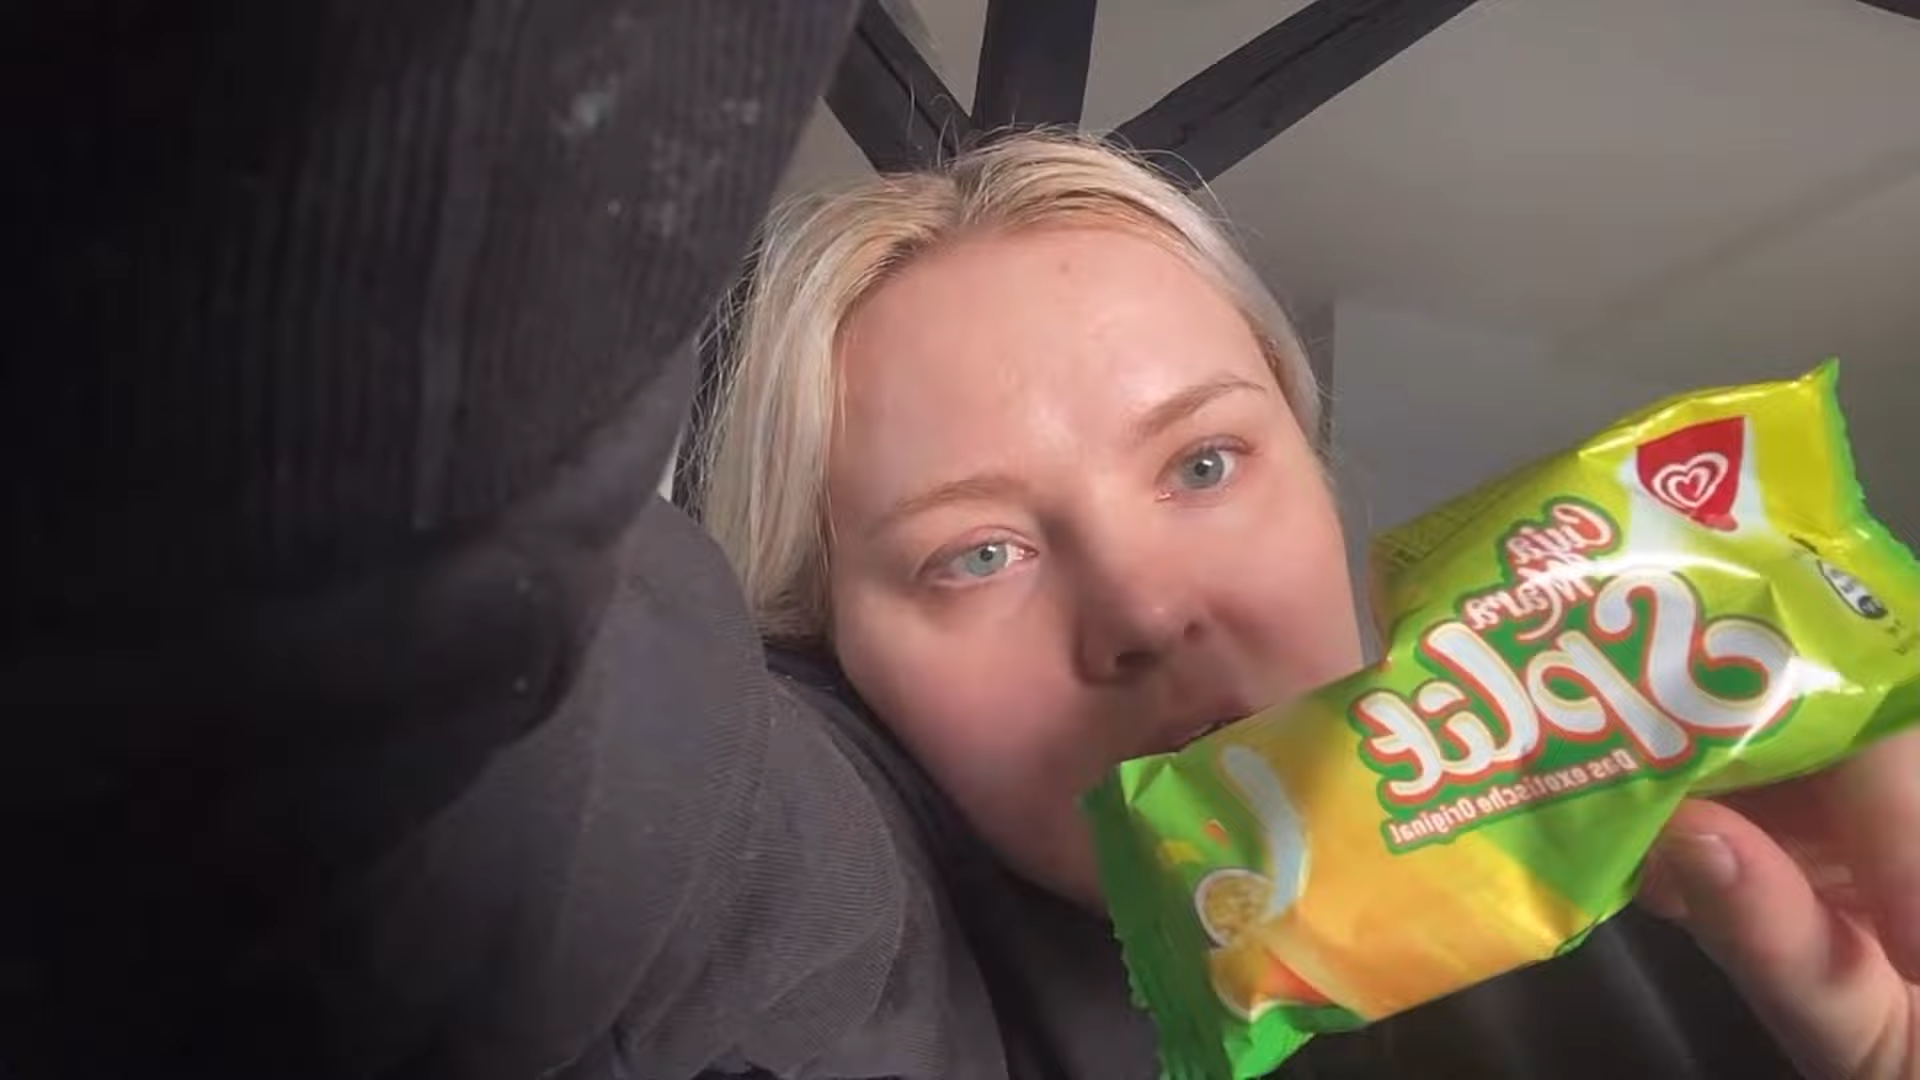 Cuja
Mara
Split
Das exotische Original